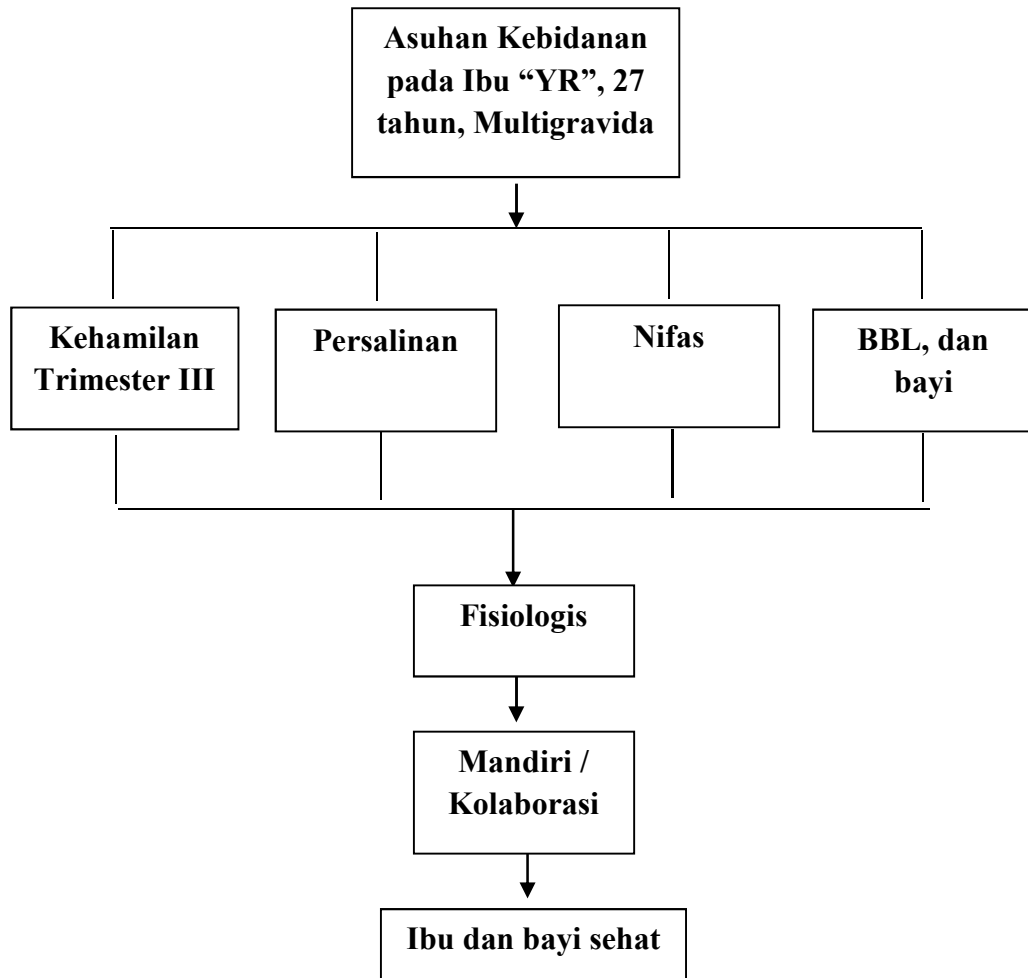 Asuhan Kebidanan
pada Ibu “YR”, 27
tahun, Multigravida
Kehamilan
Trimester III
Persalinan
Nifas
BBL, dan
bayi
Fisiologis
Mandiri /
Kolaborasi
Ibu dan bayi sehat